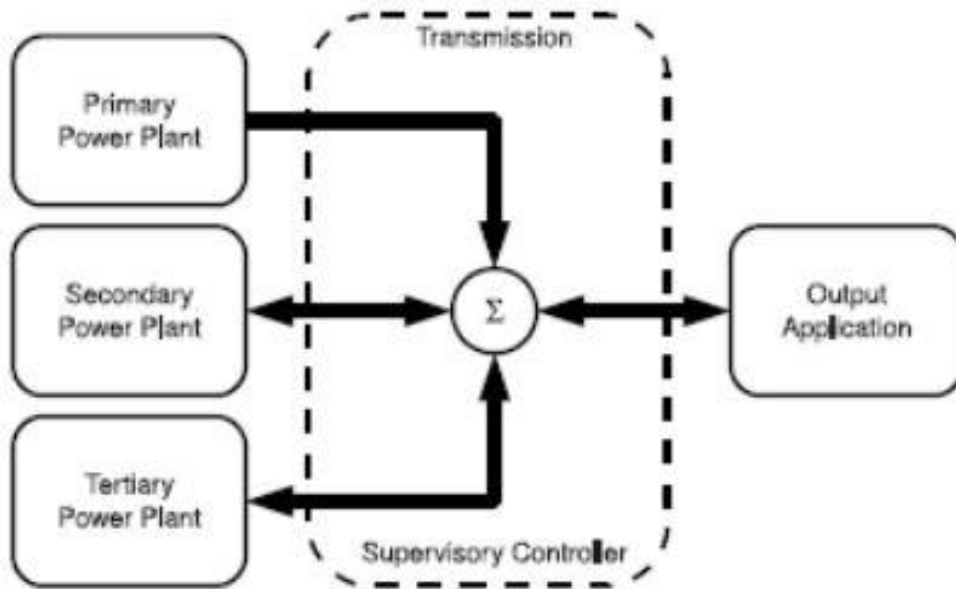 Transmission
Primary
Power Plant
Secondary
Power Plant
Σ
Output
Application
Tertiary
Power Plant
Supervisory Controller